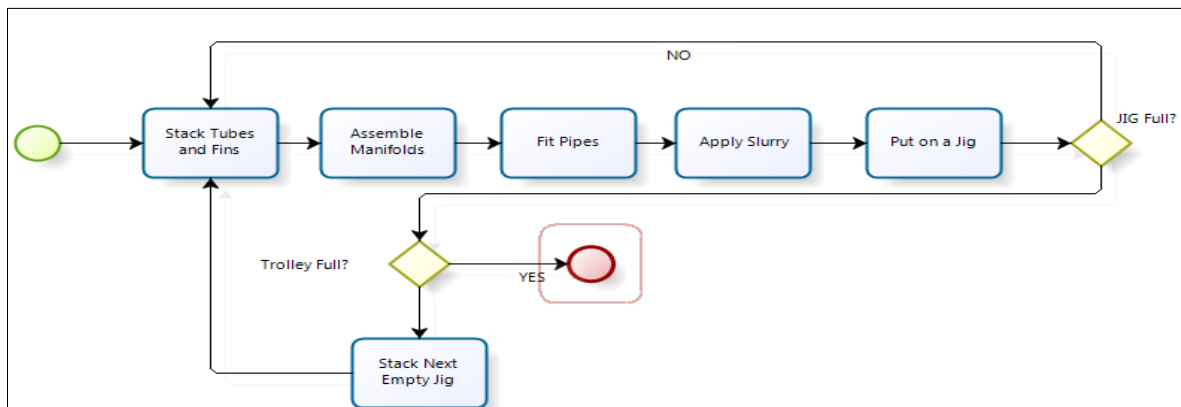 NO
JIG Full?
Stack Tubes
and Fins
Assemble
Manifolds
Fit Pipes
Apply Slurry
Put on a Jig
Trolley Full?
YES
Stack Next
Empty Jig